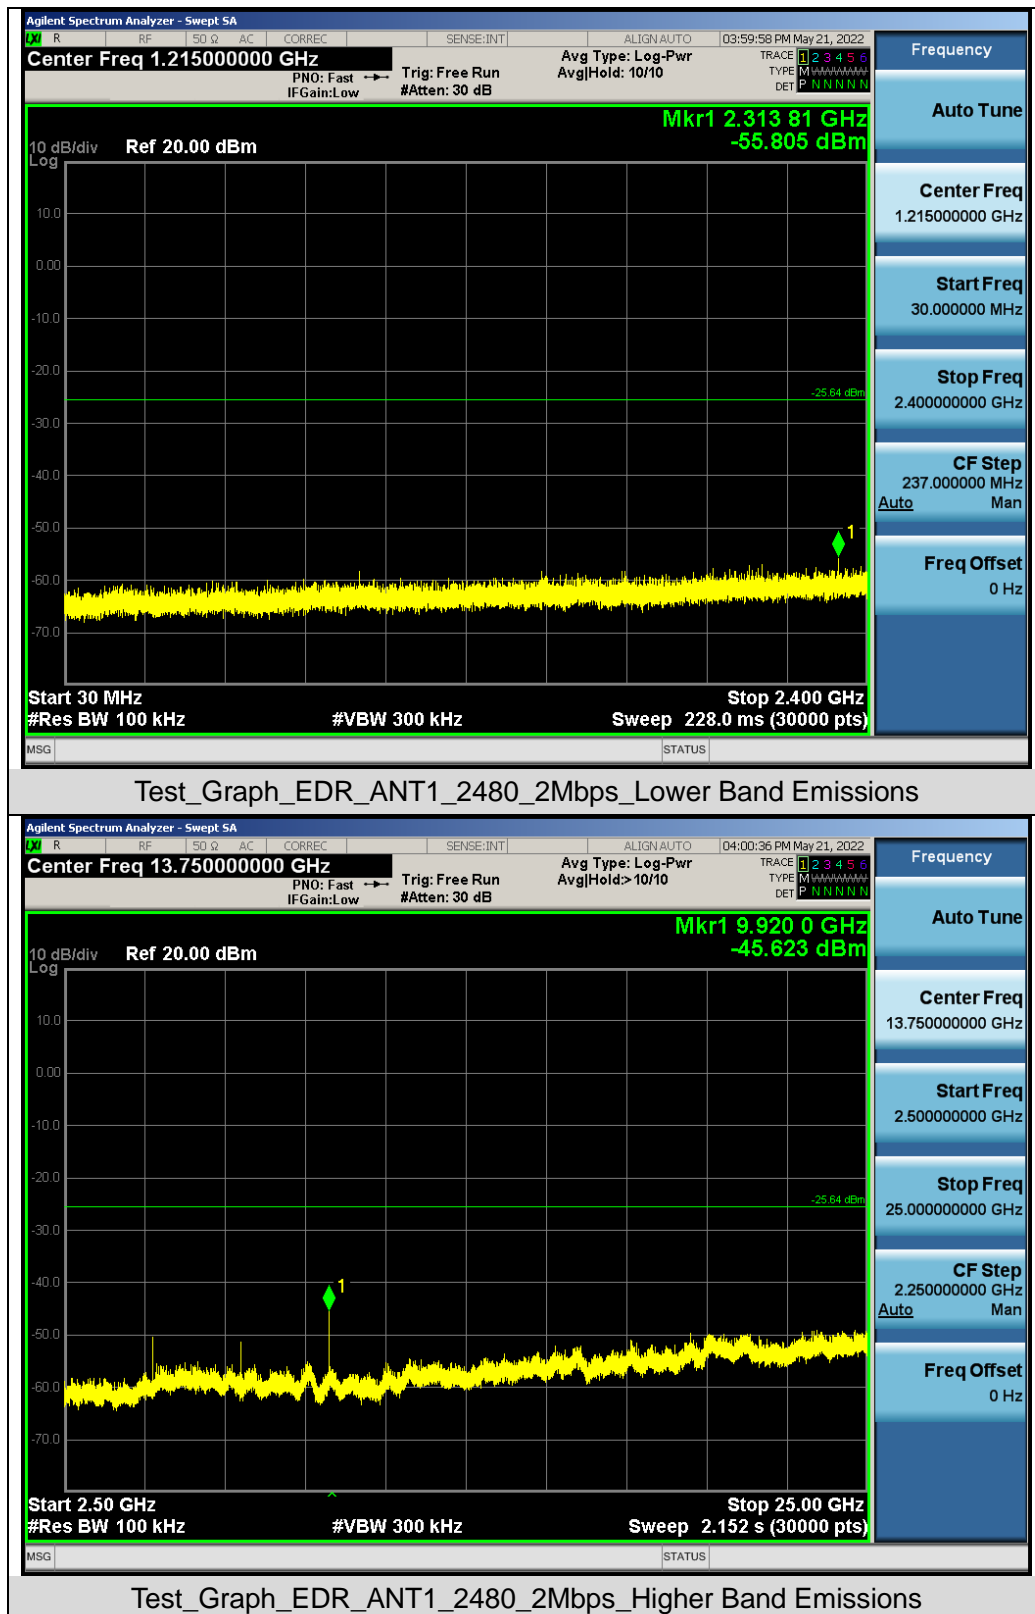 Agilent Spectrum Analyzer - Swept SA
LXI R RF 50 Ω AC CORREC SENSE:INT ALIGN AUTO 03:59:58 PM May 21, 2022
Center Freq 1.215000000 GHz
PNO: Fast
IFGain:Low
Trig: Free Run
#Atten: 30 dB
Avg Type: Log-Pwr
Avg|Hold: 10/10
TRACE 1 2 3 4 5 6
TYPE M
DET P N N N N N
Mkr1 2.313 81 GHz
-55.805 dBm
10 dB/div Ref 20.00 dBm
Log
10.0
0.00
-10.0
-20.0
-25.64 dBm
-30.0
-40.0
-50.0
1
-60.0
-70.0
Start 30 MHz Stop 2.400 GHz
#Res BW 100 kHz #VBW 300 kHz Sweep 228.0 ms (30000 pts)
MSG STATUS
Frequency
Auto Tune
Center Freq
1.215000000 GHz
Start Freq
30.000000 MHz
Stop Freq
2.400000000 GHz
CF Step
237.000000 MHz
Auto Man
Freq Offset
0 Hz
Test_Graph_EDR_ANT1_2480_2Mbps_Lower Band Emissions
Agilent Spectrum Analyzer - Swept SA
LXI R RF 50 Ω AC CORREC SENSE:INT ALIGN AUTO 04:00:36 PM May 21, 2022
Center Freq 13.750000000 GHz
PNO: Fast
IFGain:Low
Trig: Free Run
#Atten: 30 dB
Avg Type: Log-Pwr
Avg|Hold:> 10/10
TRACE 1 2 3 4 5 6
TYPE M
DET P N N N N N
Mkr1 9.920 0 GHz
-45.623 dBm
10 dB/div Ref 20.00 dBm
Log
10.0
0.00
-10.0
-20.0
-25.64 dBm
-30.0
-40.0
1
-50.0
-60.0
-70.0
Start 2.50 GHz Stop 25.00 GHz
#Res BW 100 kHz #VBW 300 kHz Sweep 2.152 s (30000 pts)
MSG STATUS
Frequency
Auto Tune
Center Freq
13.750000000 GHz
Start Freq
2.500000000 GHz
Stop Freq
25.000000000 GHz
CF Step
2.250000000 GHz
Auto Man
Freq Offset
0 Hz
Test_Graph_EDR_ANT1_2480_2Mbps_Higher Band Emissions